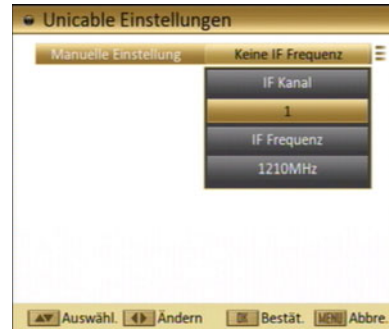 Unicable Einstellungen
Manuelle Einstellung Keine IF Frequenz
IF Kanal
1
IF Frequenz
1210MHz
OK MENU
Auswähl. Ändern Bestät. Abbre